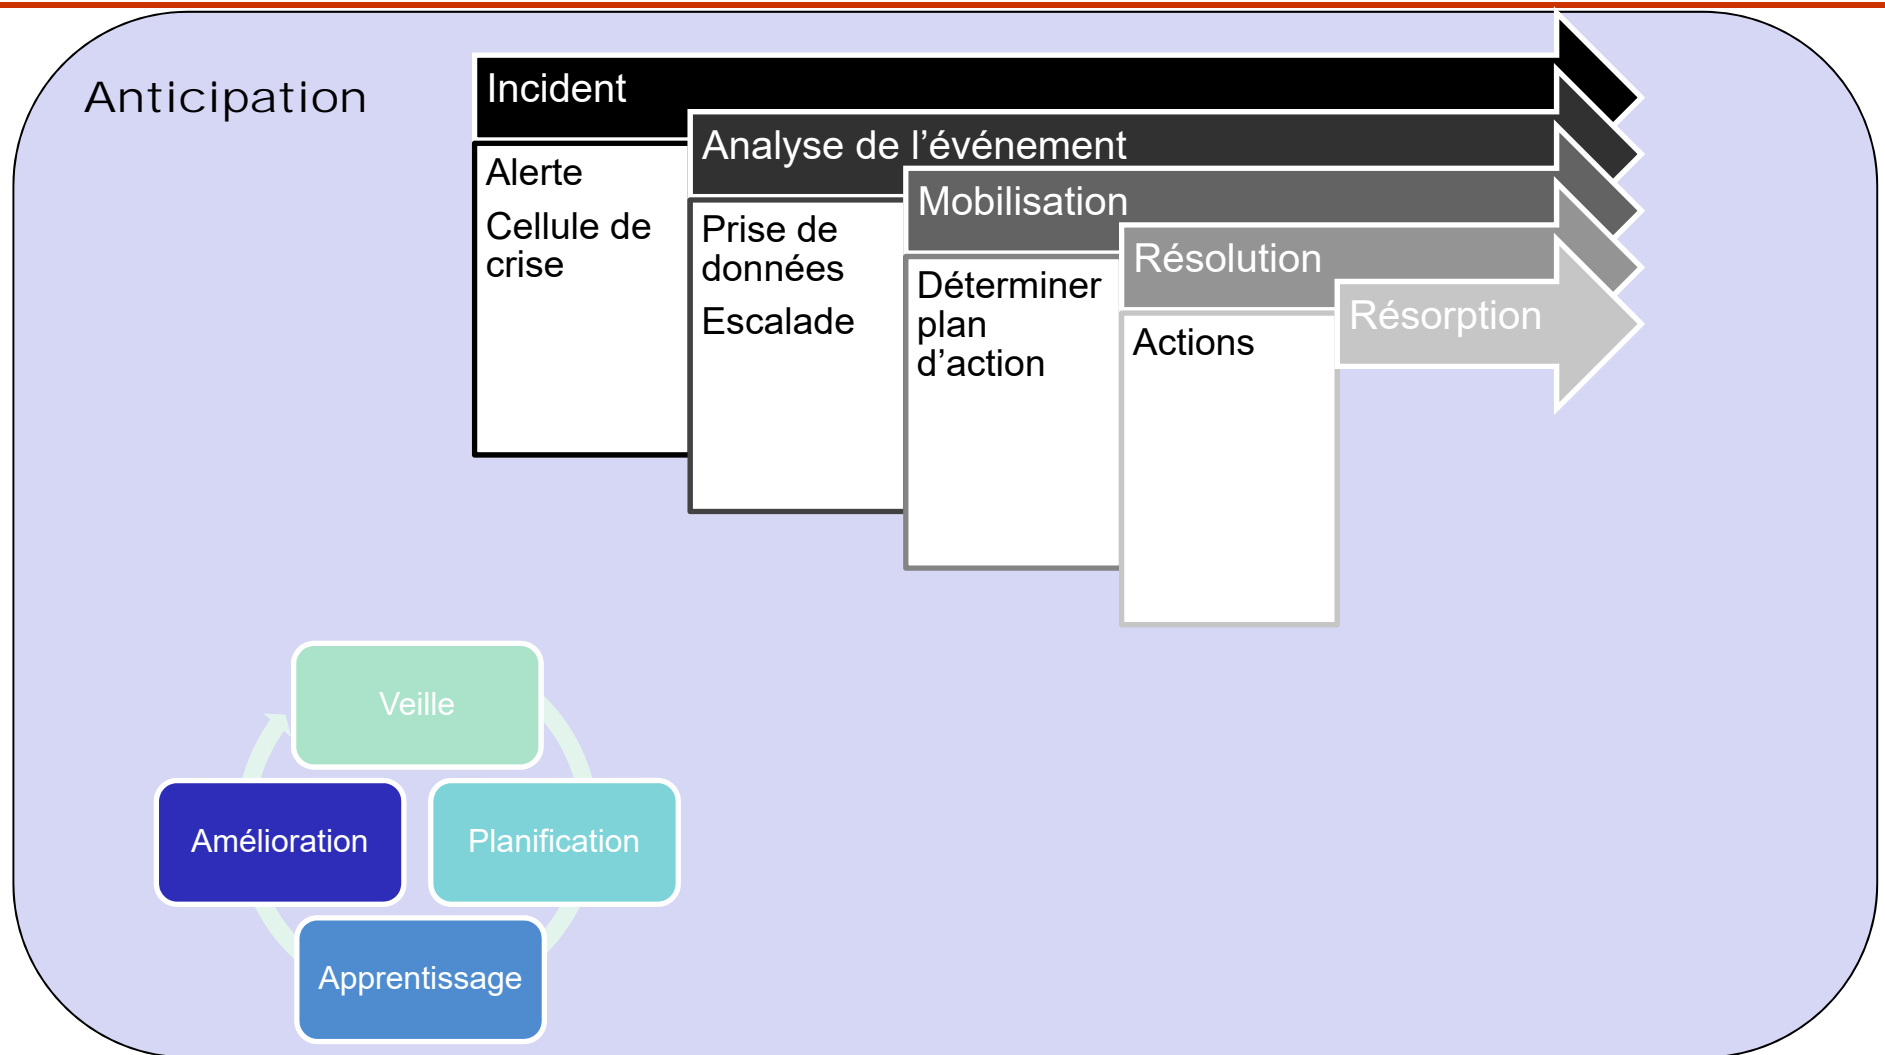 Anticipation
Incident
Alerte
Cellule de
crise
Analyse de l’événement
Prise de
données
Escalade
Mobilisation
Déterminer
plan
d’action
Résolution
Actions
Résorption
Veille
Planification
Apprentissage
Amélioration